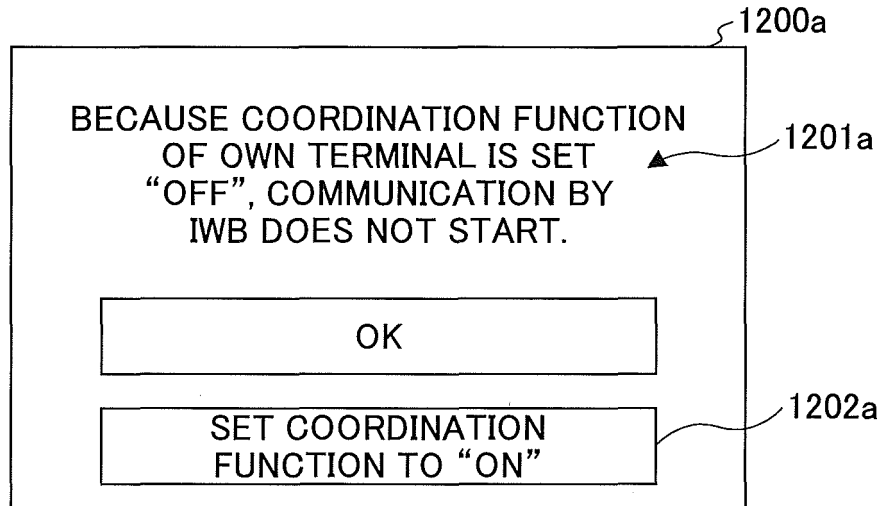 1200a
BECAUSE COORDINATION FUNCTION
OF OWN TERMINAL IS SET
“OFF”, COMMUNICATION BY
IWB DOES NOT START.
1201a
OK
SET COORDINATION
FUNCTION TO “ON”
1202a